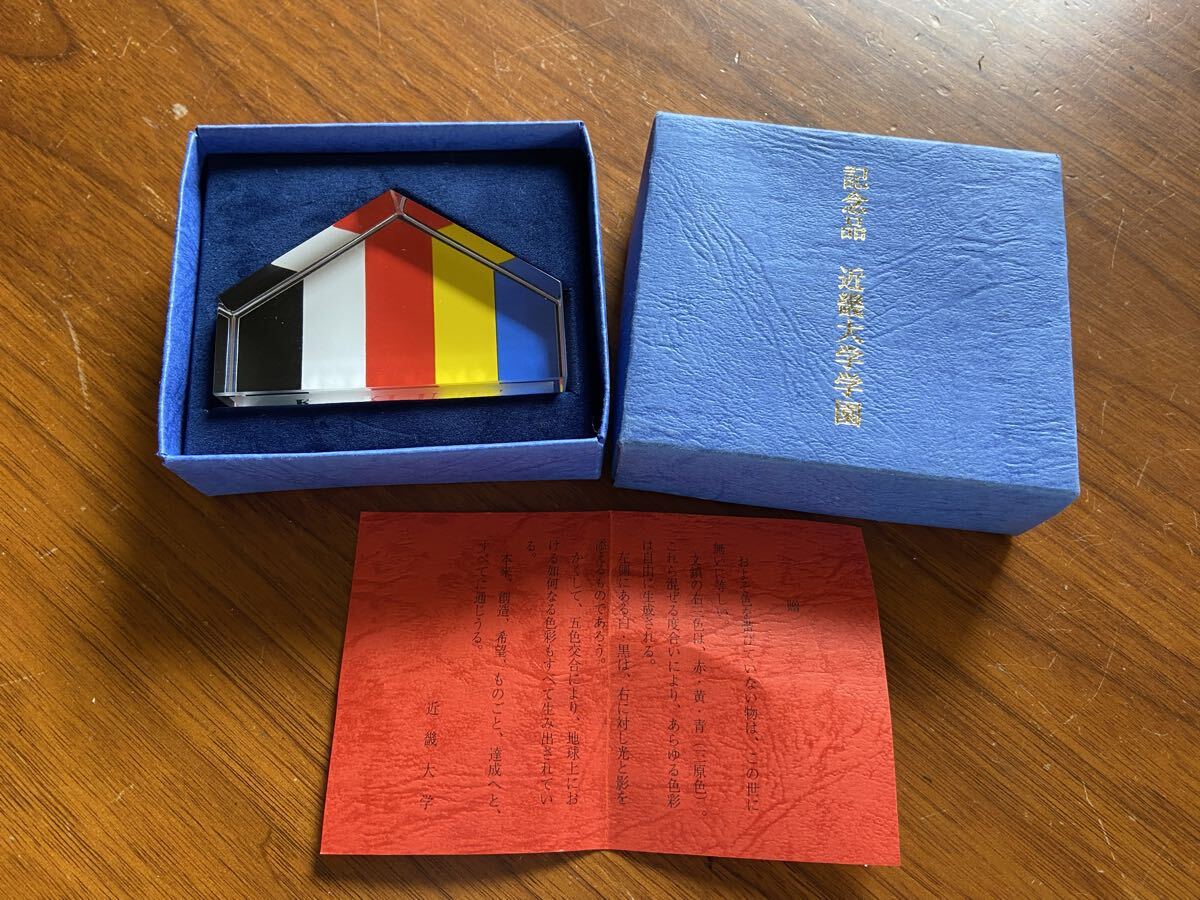 記念品 近畿大学学園
贈
およそ色を帯びていない物は、この世に
無いに等しい。
文鎮の右三色は、赤・黄・青(三原色)。
これら混ぜる度合いにより、あらゆる色彩
は自由に生成される。
左側にある白・黒は、右に対し光と影を
添えるものであろう。
かくして、五色交合により、地球上にお
ける如何なる色彩もすべて生み出されてい
る。
本来、創造、希望、ものごと、達成へと、
すべてに通じうる。
近畿大学